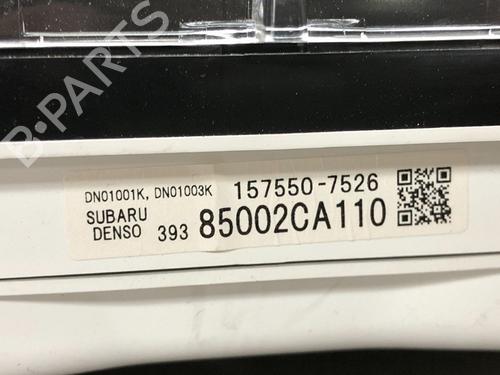 B-PARTS
DN01001K, DN01003K 157550-7526
SUBARU
DENSO 393 85002CA110